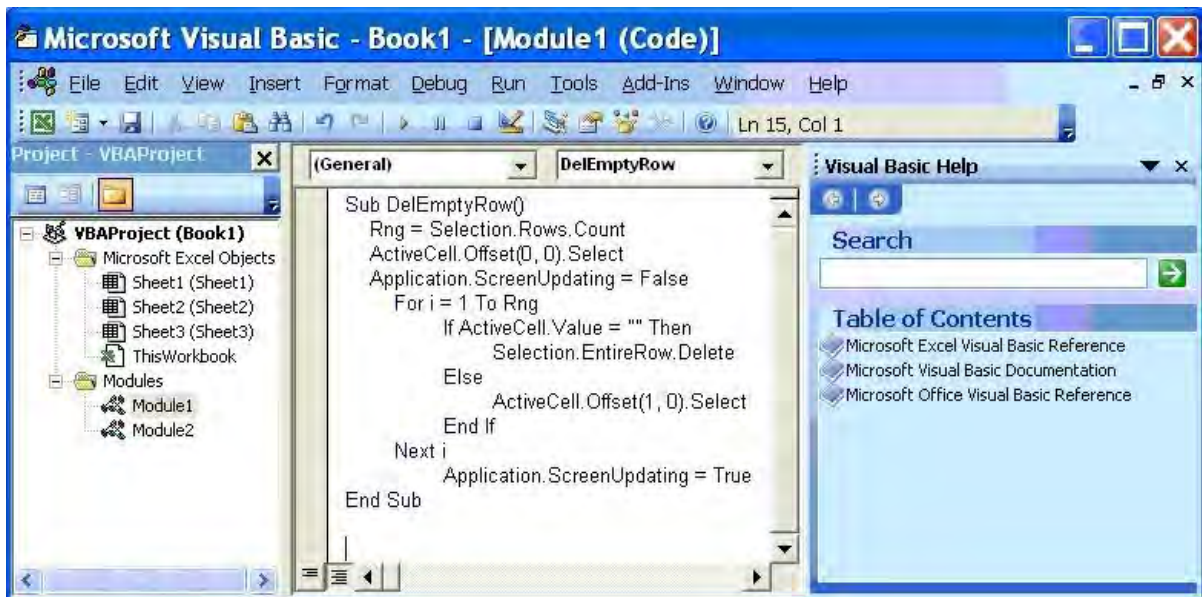 Microsoft Visual Basic - Book1 - [Module1 (Code)]
File Edit View Insert Format Debug Run Tools Add-Ins Window Help
Ln 15, Col 1
Project - VBAProject
VBAProject (Book1)
Microsoft Excel Objects
Sheet1 (Sheet1)
Sheet2 (Sheet2)
Sheet3 (Sheet3)
ThisWorkbook
Modules
Module1
Module2
(General) DelEmptyRow
Sub DelEmptyRow()
Rng = Selection.Rows.Count
ActiveCell.Offset(0, 0).Select
Application.ScreenUpdating = False
For i = 1 To Rng
If ActiveCell.Value = "" Then
Selection.EntireRow.Delete
Else
ActiveCell.Offset(1, 0).Select
End If
Next i
Application.ScreenUpdating = True
End Sub
Visual Basic Help
Search
Table of Contents
Microsoft Excel Visual Basic Reference
Microsoft Visual Basic Documentation
Microsoft Office Visual Basic Reference